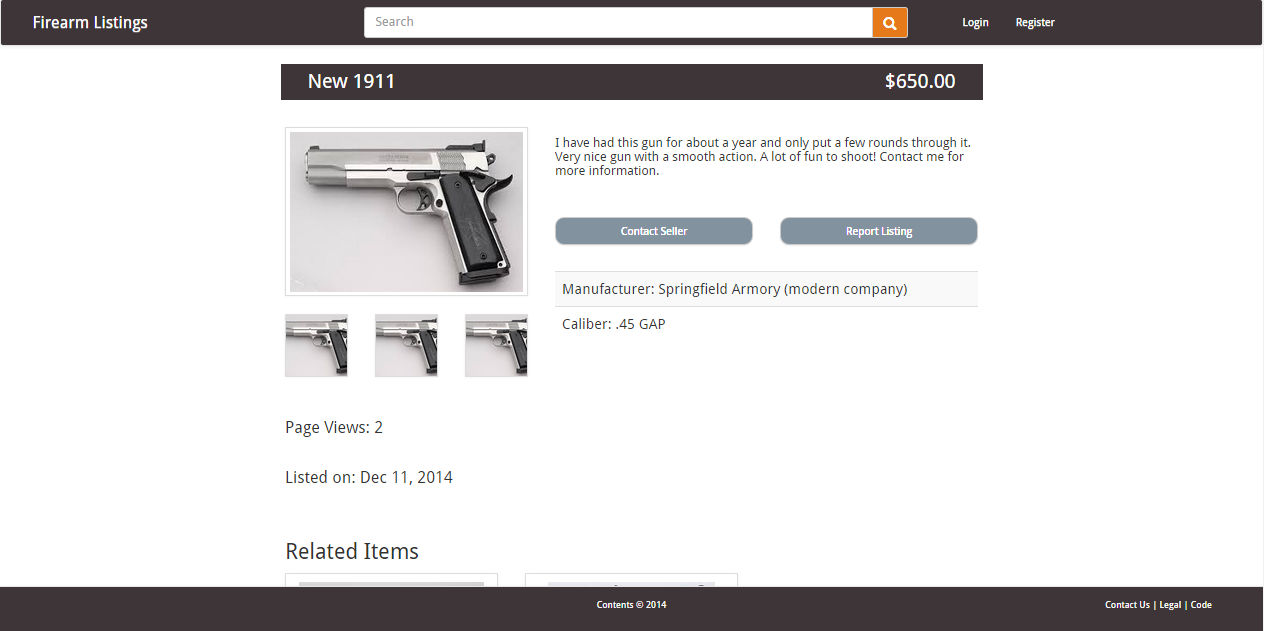 Firearm Listings
Search
Login
Register
New 1911
$650.00
I have had this gun for about a year and only put a few rounds through it.
Very nice gun with a smooth action. A lot of fun to shoot! Contact me for
more information.
Contact Seller
Report Listing
Manufacturer: Springfield Armory (modern company)
Caliber: .45 GAP
Page Views: 2
Listed on: Dec 11, 2014
Related Items
Contents © 2014
Contact Us | Legal | Code